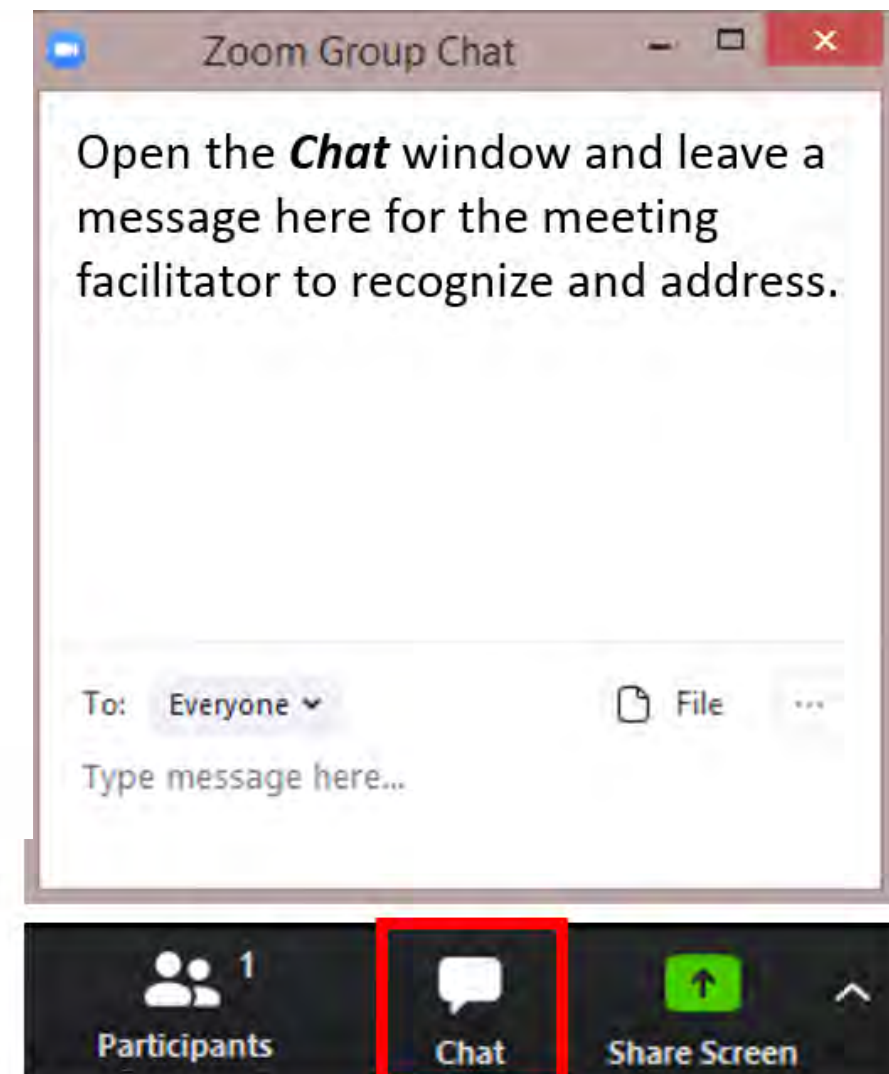 Zoom Group Chat
Open the Chat window and leave a
message here for the meeting
facilitator to recognize and address.
To: Everyone File ...
Type message here...
1
Participants Chat Share Screen